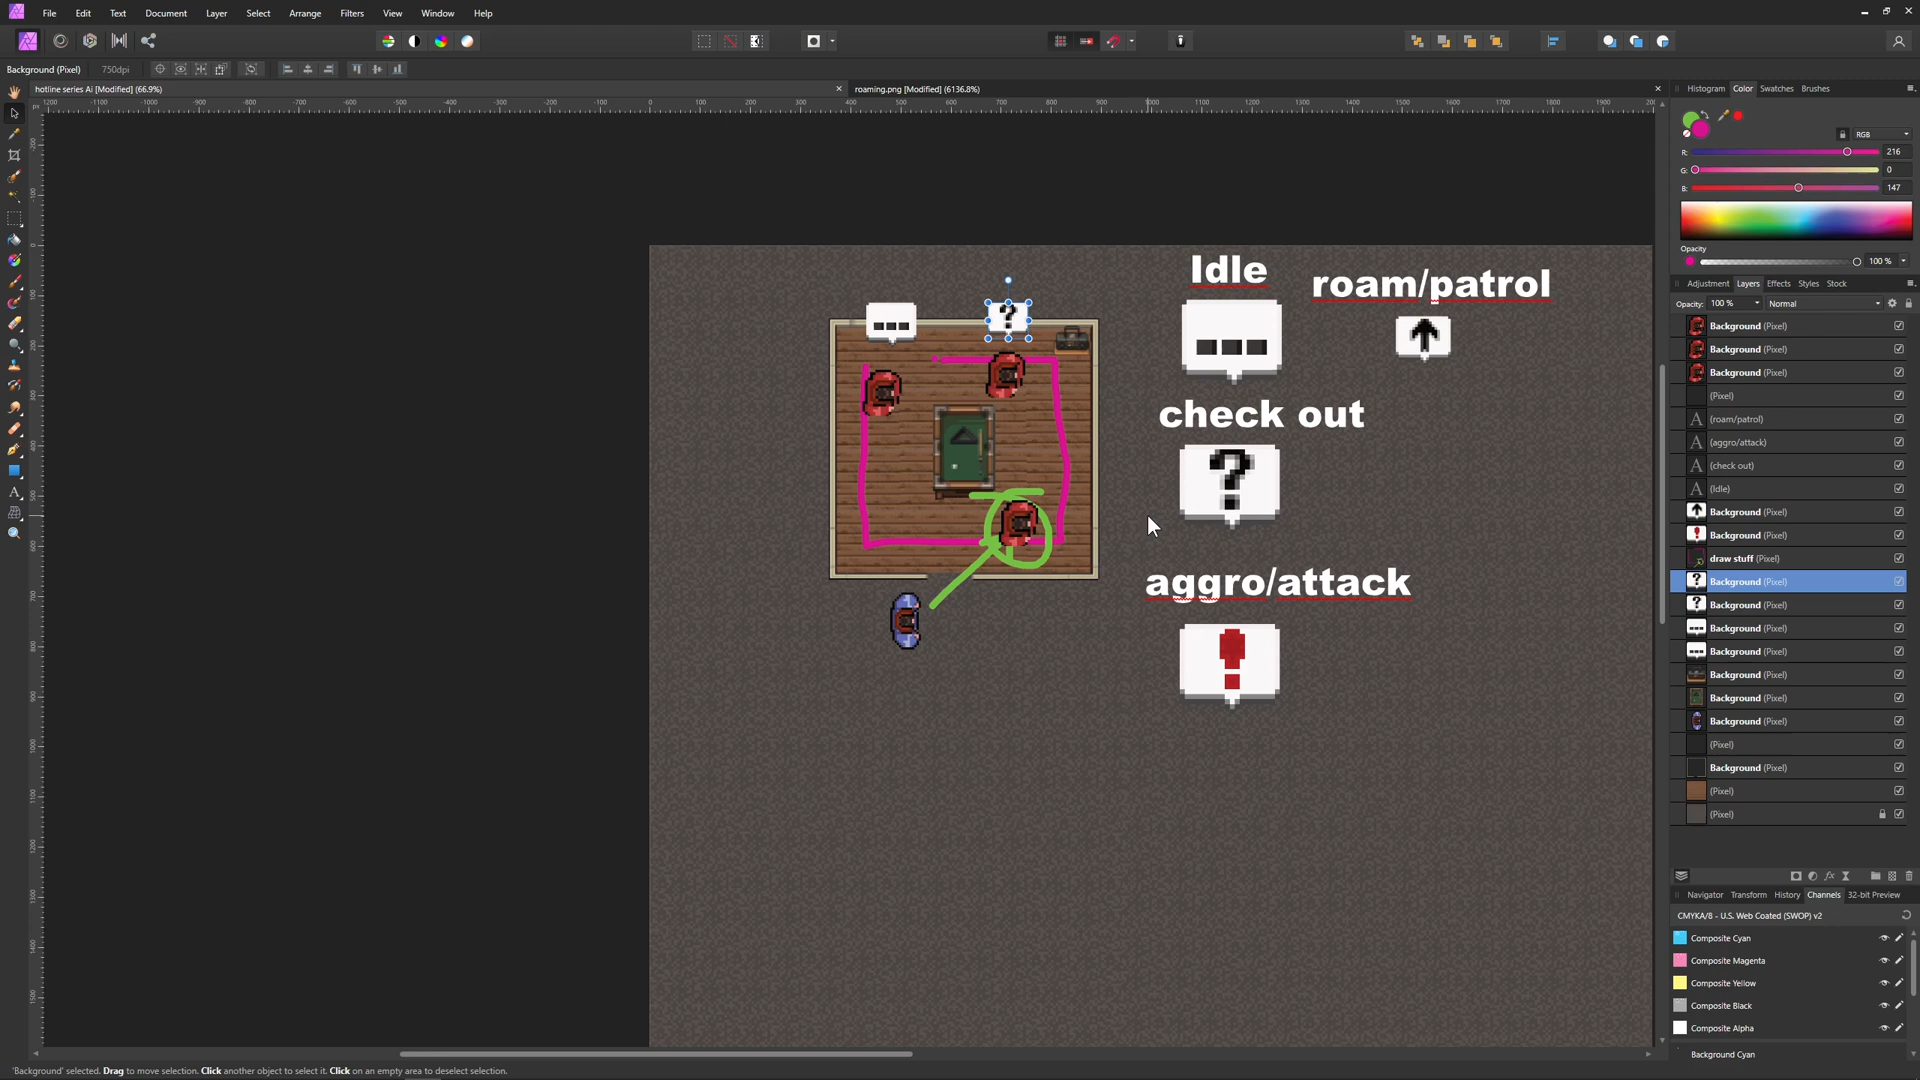 File Edit Text Document Layer Select Arrange Filters View Window Help
Background (Pixel) 750dpi
hotline series Ai [Modified] (66.9%)
roaming.png [Modified] (6136.8%)
Histogram Color Swatches Brushes
RGB
R: 216
G: 0
B: 147
Opacity
100 %
Adjustment Layers Effects Styles Stock
Opacity: 100 % Normal
Background (Pixel)
Background (Pixel)
Background (Pixel)
(Pixel)
(roam/patrol)
(aggro/attack)
(check out)
(Idle)
Background (Pixel)
Background (Pixel)
draw stuff (Pixel)
Background (Pixel)
Background (Pixel)
Background (Pixel)
Background (Pixel)
Background (Pixel)
Background (Pixel)
Background (Pixel)
(Pixel)
Background (Pixel)
(Pixel)
(Pixel)
Navigator Transform History Channels 32-bit Preview
CMYKA/8 - U.S. Web Coated (SWOP) v2
Composite Cyan
Composite Magenta
Composite Yellow
Composite Black
Composite Alpha
Background Cyan
Idle
roam/patrol
check out
?
?
aggro/attack
!
'Background' selected. Drag to move selection. Click another object to select it. Click on an empty area to deselect selection.